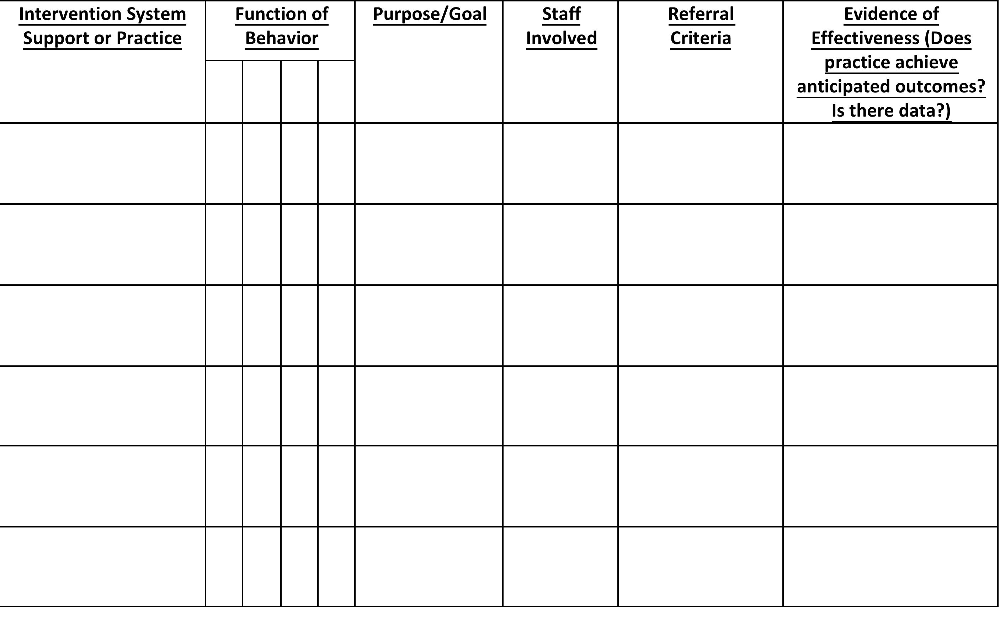 Intervention System
Support or Practice
Function of
Behavior
Purpose/Goal
Staff
Involved
Referral
Criteria
Evidence of
Effectiveness (Does
practice achieve
anticipated outcomes?
Is there data?)